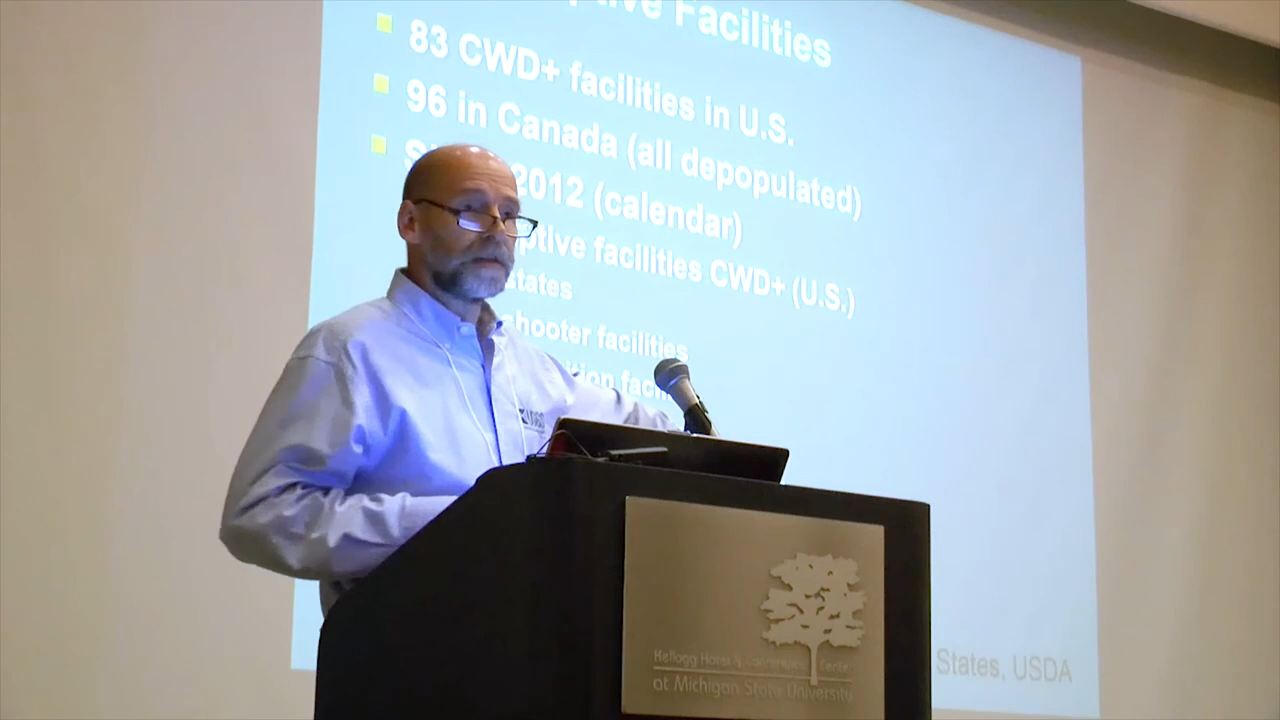 Facilities
83 CWD+ facilities in U.S.
96 in Canada (all depopulated)
2012 (calendar)
facilities CWD+ (U.S.)
states
shooter facilities
USGS
Kellogg Hotel & Conference Center
at Michigan State University
States, USDA